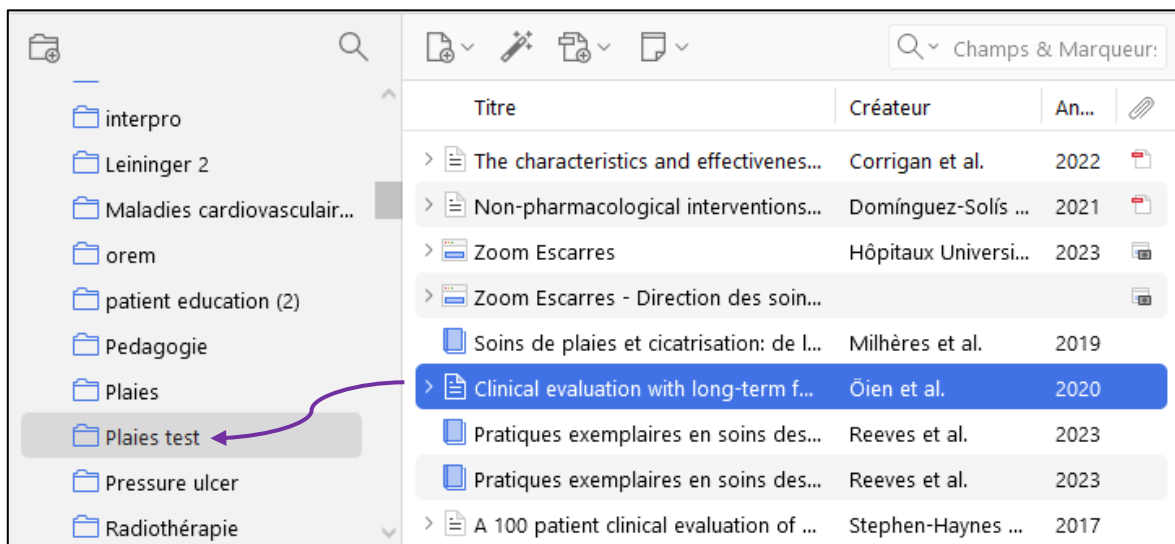 Champs & Marqueur:
interpro
Leininger 2
Maladies cardiovasculair...
orem
patient education (2)
Pedagogie
Plaies
Plaies test
Pressure ulcer
Radiothérapie
Titre Créateur An...
The characteristics and effectivenes... Corrigan et al. 2022
Non-pharmacological interventions... Domínguez-Solís ... 2021
Zoom Escarres Hôpitaux Universi... 2023
Zoom Escarres - Direction des soin...
Soins de plaies et cicatrisation: de l... Milhères et al. 2019
Clinical evaluation with long-term f... Öien et al. 2020
Pratiques exemplaires en soins des... Reeves et al. 2023
Pratiques exemplaires en soins des... Reeves et al. 2023
A 100 patient clinical evaluation of ... Stephen-Haynes ... 2017